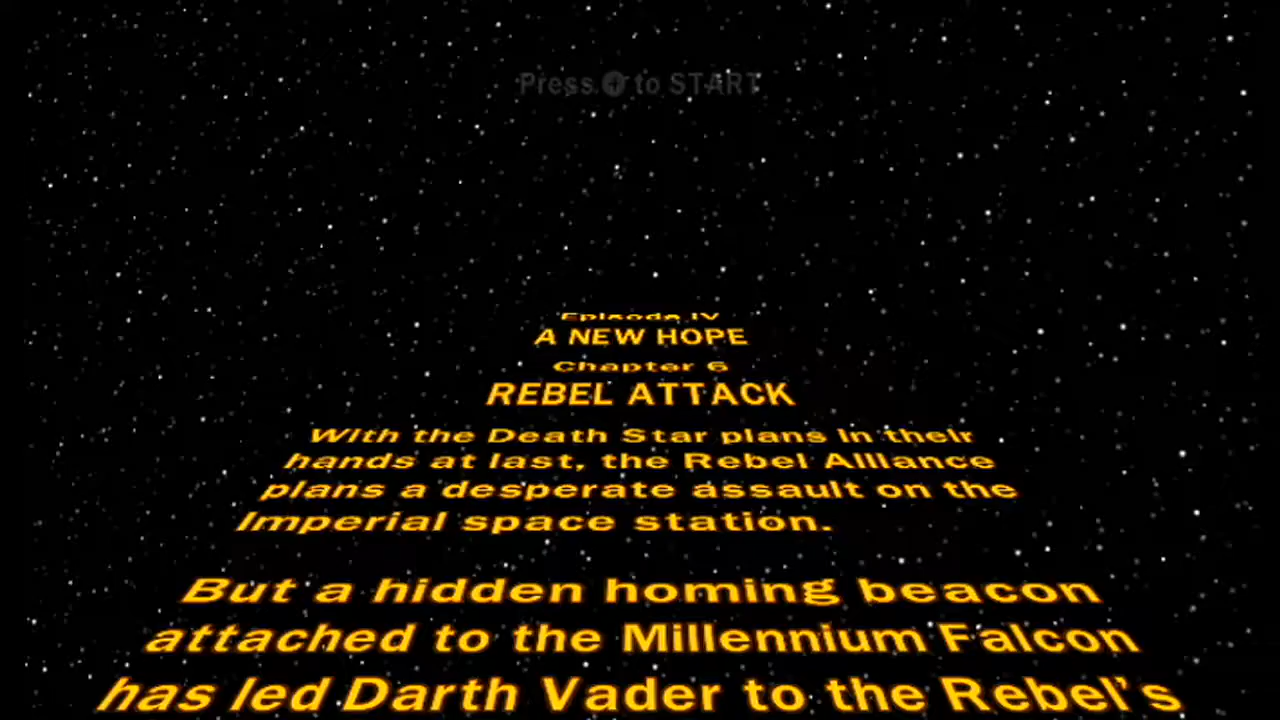 Press to START
Episode IV
A NEW HOPE
Chapter 6
REBEL ATTACK
With the Death Star plans in their
hands at last, the Rebel Alliance
plans a desperate assault on the
Imperial space station.
But a hidden homing beacon
attached to the Millennium Falcon
has led Darth Vader to the Rebel's